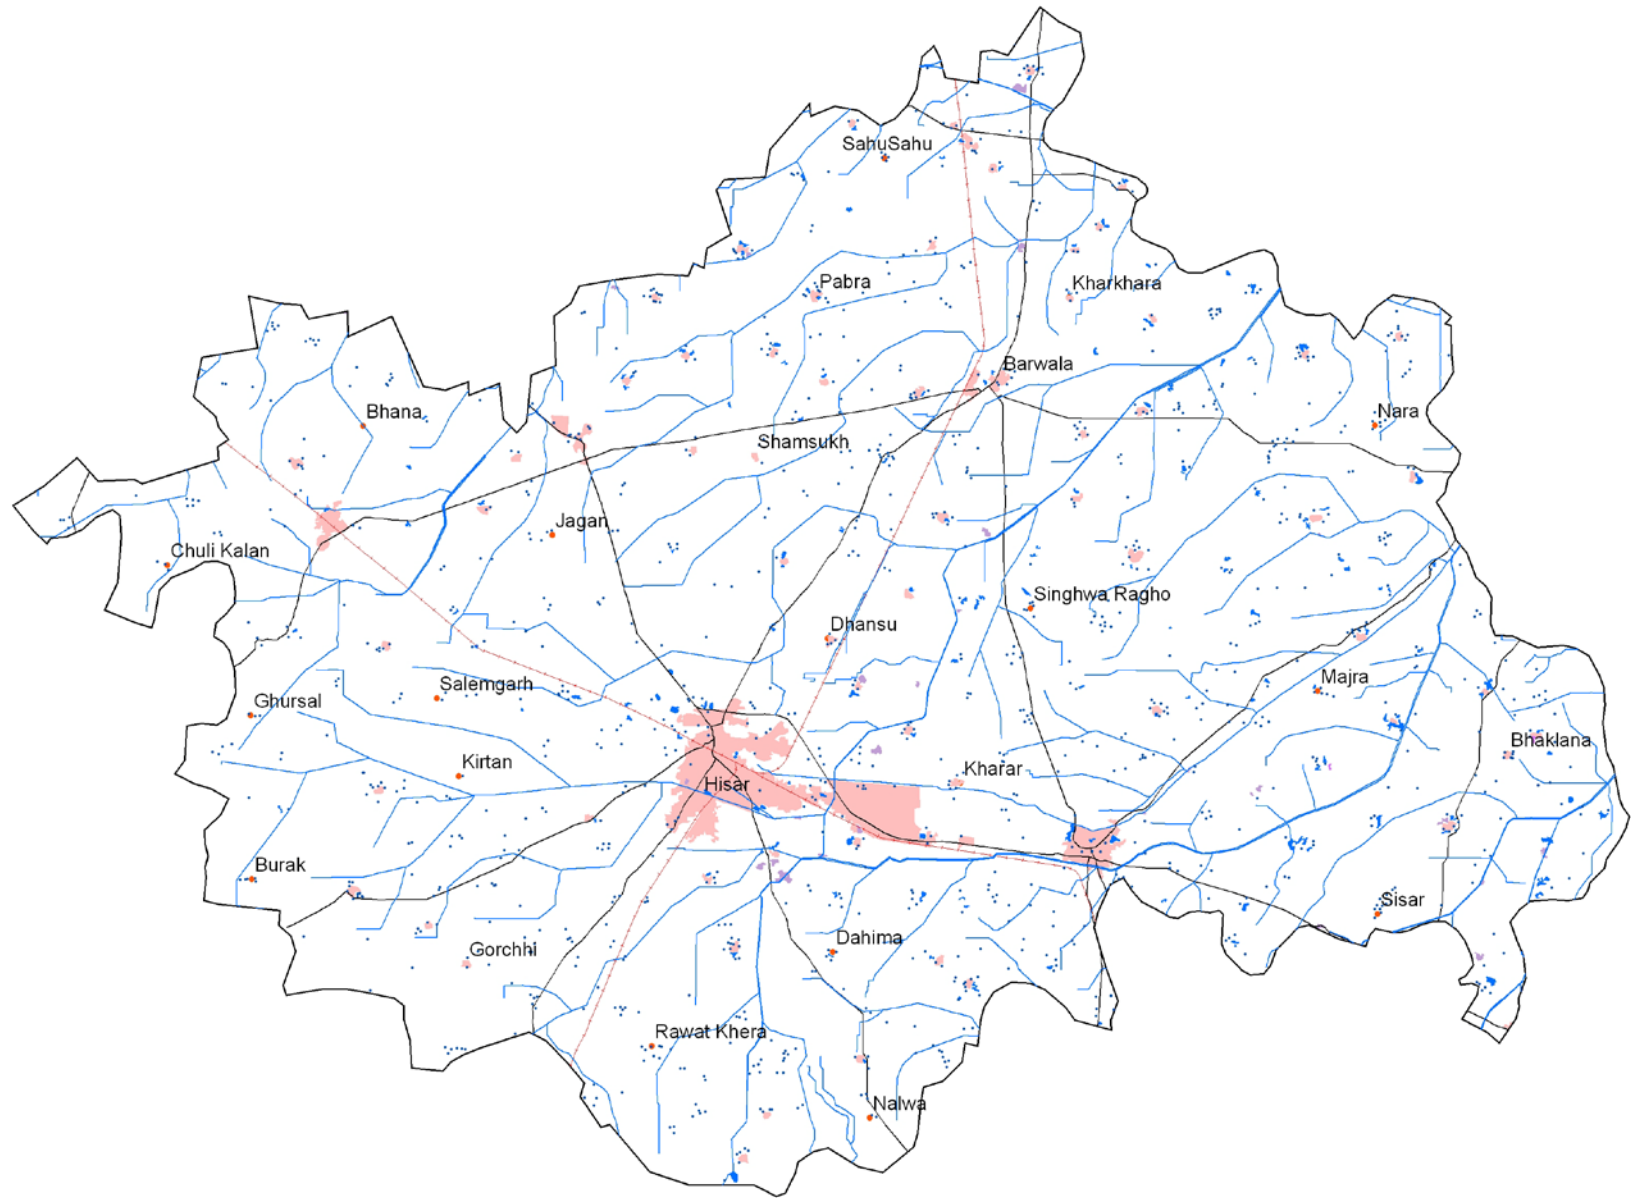 SahuSahu
Pabra
Kharkhara
Barwala
Bhana
Nara
Shamsukh
Jagan
Chuli Kalan
Singhwa Ragho
Dhansu
Majra
Salemgarh
Ghursal
Bhaklana
Kirtan
Kharar
Hisar
Burak
Sisar
Dahima
Gorchhi
Rawat Khera
Nalwa